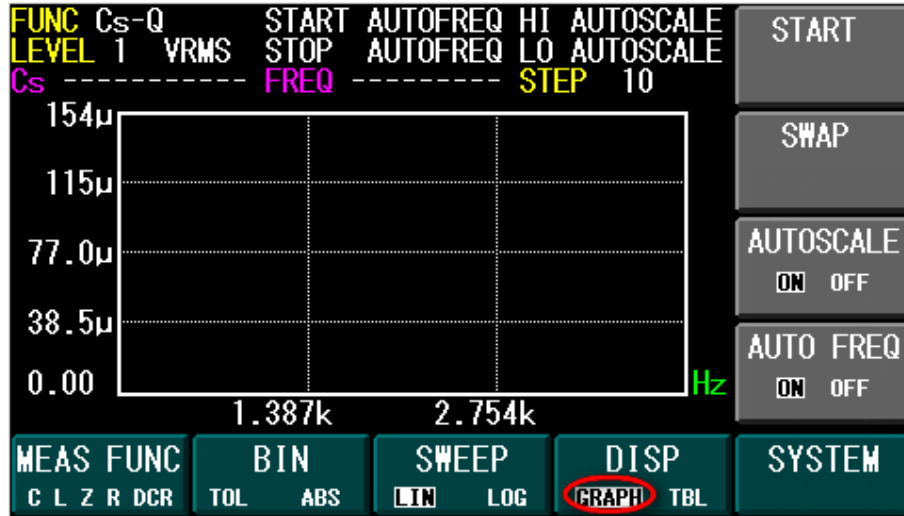 FUNC Cs-Q START AUTOFREQ HI AUTOSCALE
LEVEL 1 VRMS STOP AUTOFREQ LO AUTOSCALE
Cs ----------- FREQ --------- STEP 10
154µ
115µ
77.0µ
38.5µ
0.00
Hz
1.387k 2.754k
START
SWAP
AUTOSCALE
ON OFF
AUTO FREQ
ON OFF
MEAS FUNC
C L Z R DCR
BIN
TOL ABS
SWEEP
LIN LOG
DISP
GRAPH TBL
SYSTEM